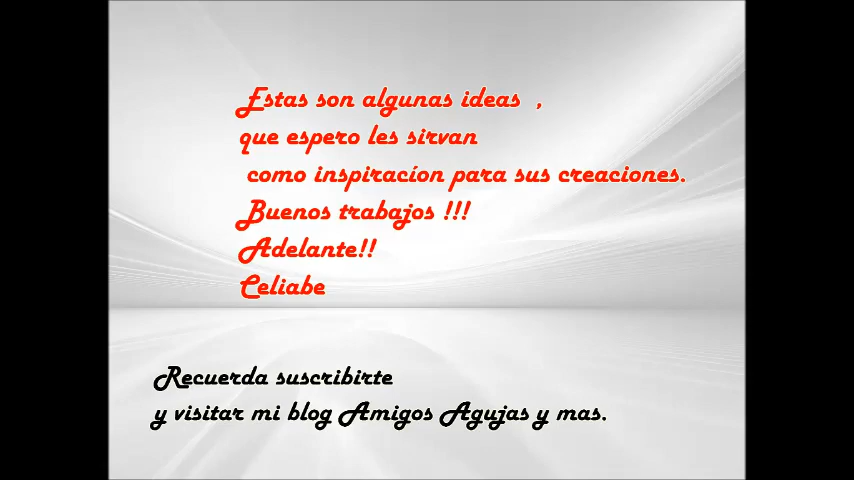 Estas son algunas ideas ,
que espero les sirvan
como inspiracíon para sus creaciones.
Buenos trabajos !!!
Adelante!!
Celiabe
Recuerda suscribirte
y visitar mi blog Amigos Agujas y mas.